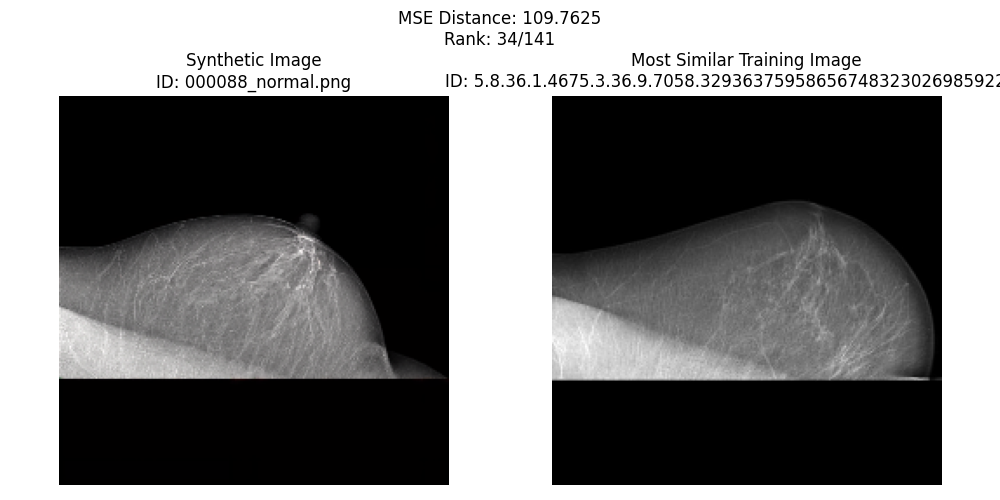 MSE Distance: 109.7625
Rank: 34/141
Synthetic Image
ID: 000088_normal.png
Most Similar Training Image
ID: 5.8.36.1.4675.3.36.9.7058.32936375958656748323026985922